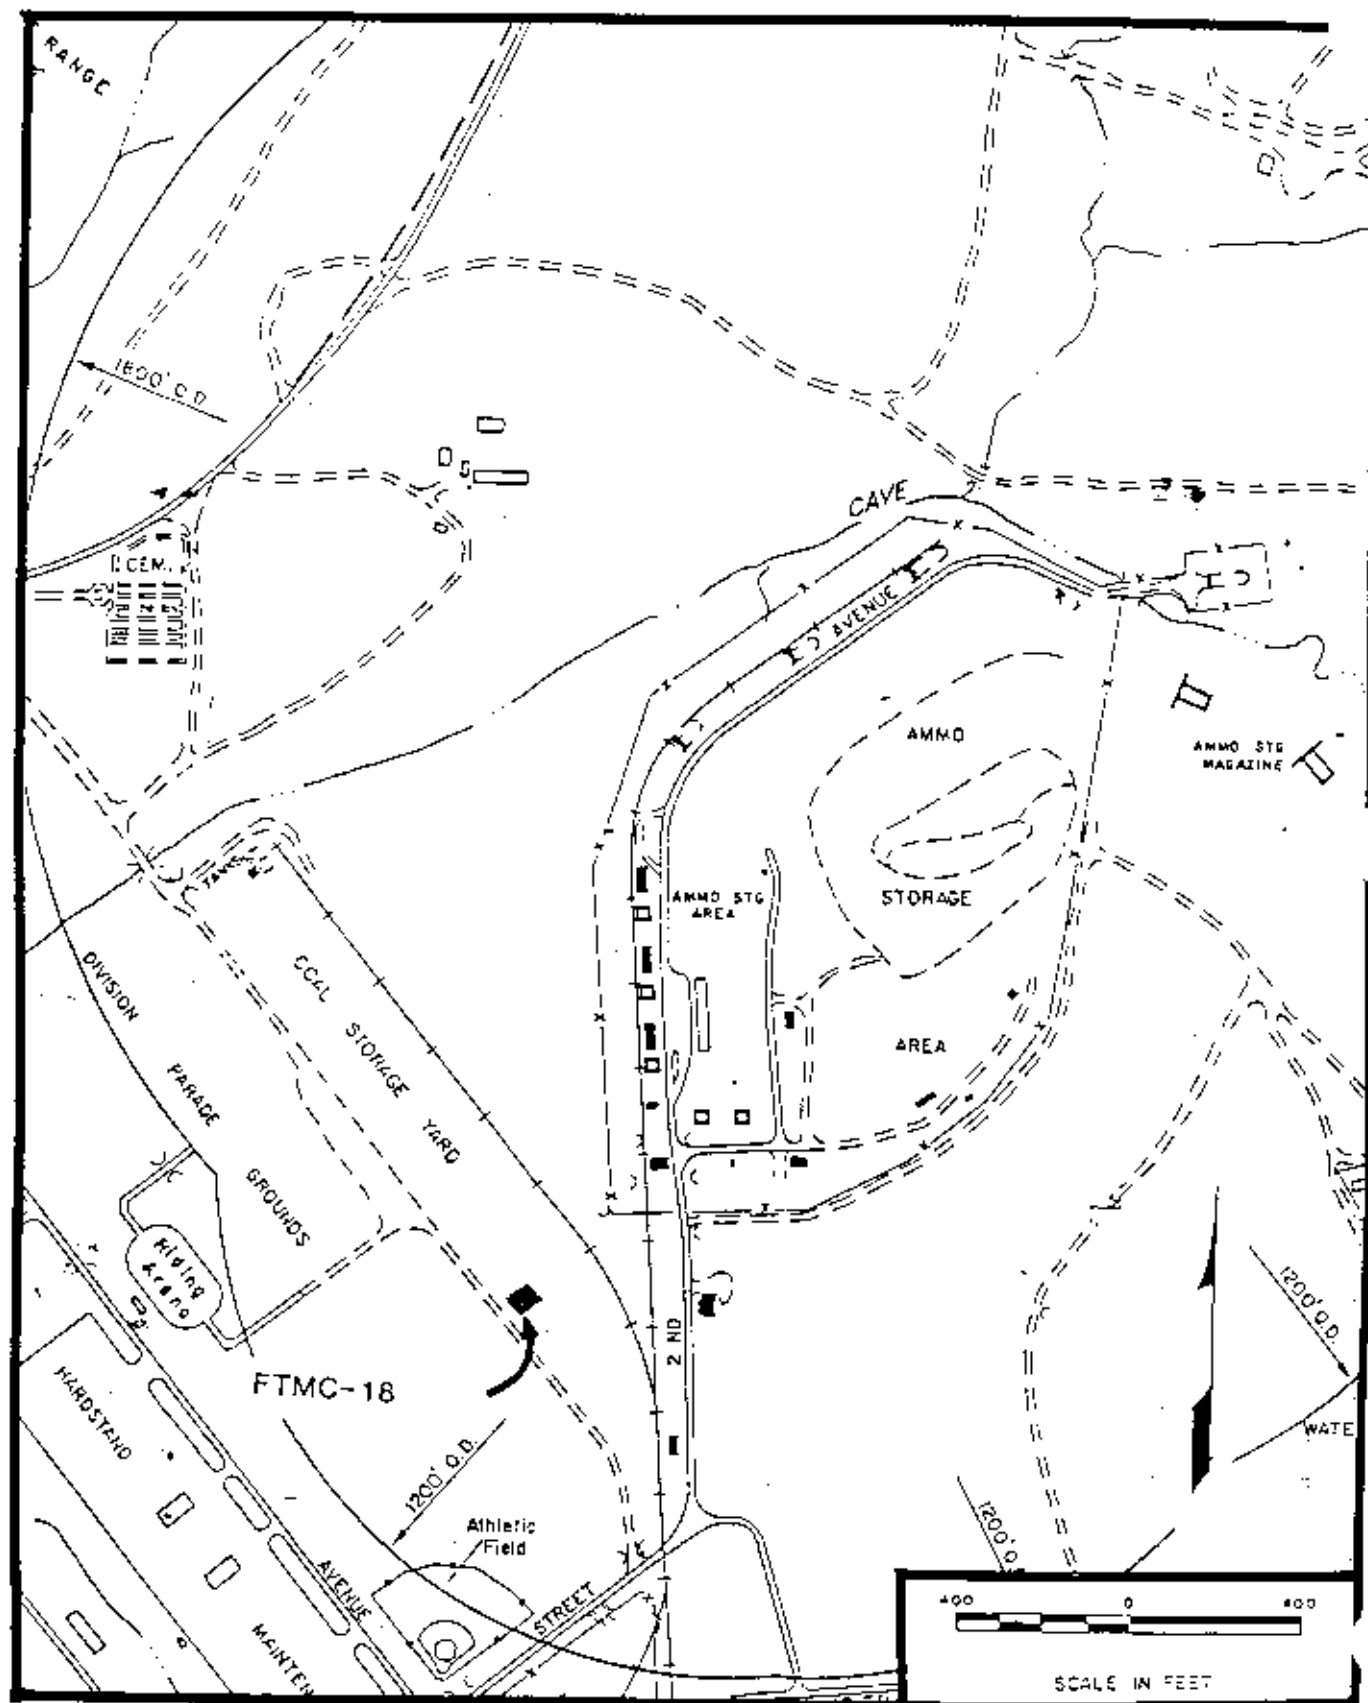 RANGE
1800' O.D.
CEM.
CAVE
AVENUE
AMMO
AMMO STG
MAGAZINE
TANK
AMMO STG
AREA
STORAGE
DIVISION
PARADE
GROUNDS
COAL
STORAGE
YARD
AREA
Riding
Arena
2 ND
1200' O.D.
FTMC-18
HARDSTAND
WATE
1200' O.D.
Athletic
Field
1200' O.
AVENUE
STREET
MAINTEN
400 0 400
SCALE IN FEET